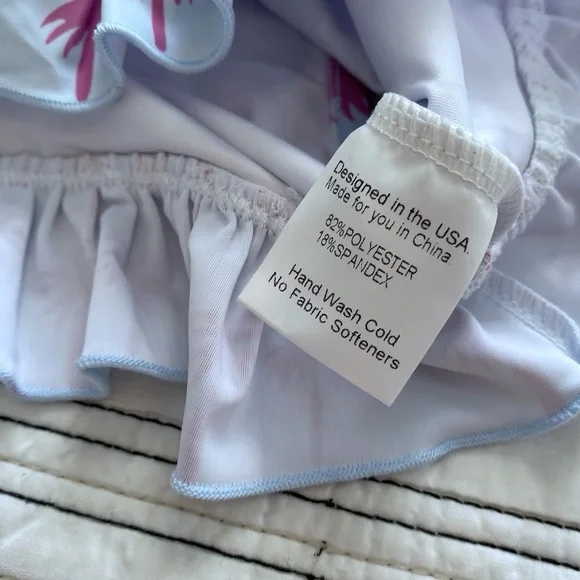 Designed in the USA.
Made for you in China.
82%POLYESTER
18%SPANDEX
Hand Wash Cold
No Fabric Softeners